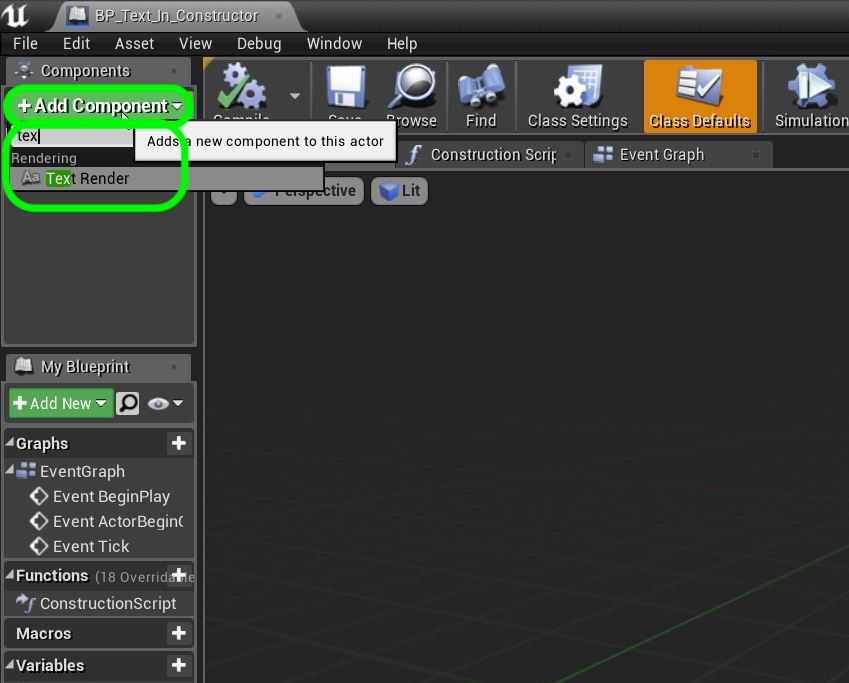 BP_Text_In_Constructor
File Edit Asset View Debug Window Help
Components
Add Component
tex
Adds a new component to this actor
Rendering
Text Render
Compile Save Browse Find Class Settings Class Defaults Simulation
Construction Scrip Event Graph
Perspective Lit
My Blueprint
Add New
Graphs
EventGraph
Event BeginPlay
Event ActorBeginO
Event Tick
Functions (18 Overridable
ConstructionScript
Macros
Variables